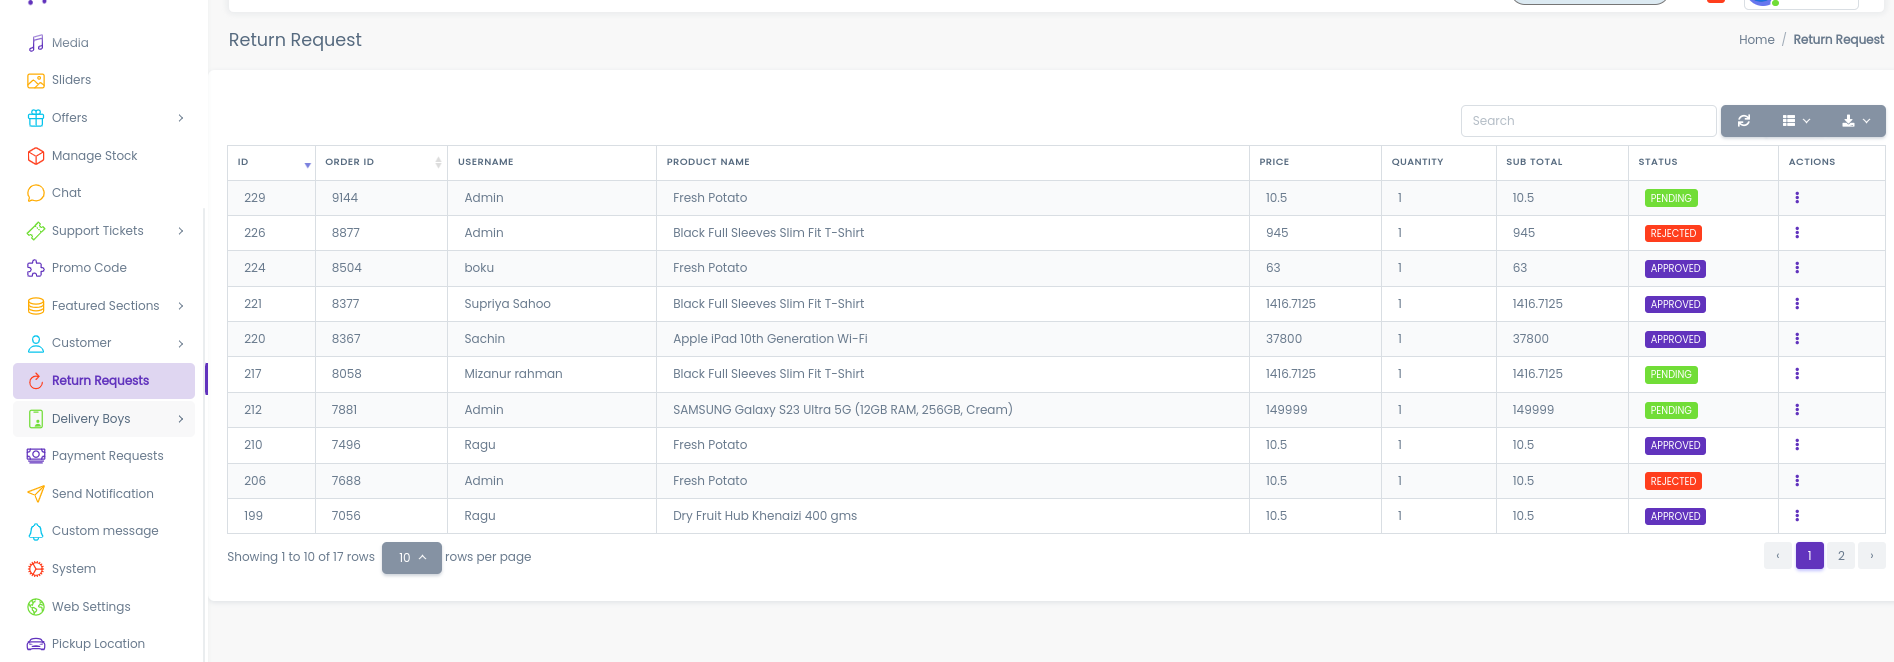 Return Request
Home / Return Request
Media
Sliders
Offers
Manage Stock
Chat
Support Tickets
Promo Code
Featured Sections
Customer
Return Requests
Delivery Boys
Payment Requests
Send Notification
Custom message
System
Web Settings
Pickup Location
Search
ID ORDER ID USERNAME PRODUCT NAME PRICE QUANTITY SUB TOTAL STATUS ACTIONS
229 9144 Admin Fresh Potato 10.5 1 10.5 PENDING
226 8877 Admin Black Full Sleeves Slim Fit T-Shirt 945 1 945 REJECTED
224 8504 boku Fresh Potato 63 1 63 APPROVED
221 8377 Supriya Sahoo Black Full Sleeves Slim Fit T-Shirt 1416.7125 1 1416.7125 APPROVED
220 8367 Sachin Apple iPad 10th Generation Wi-Fi 37800 1 37800 APPROVED
217 8058 Mizanur rahman Black Full Sleeves Slim Fit T-Shirt 1416.7125 1 1416.7125 PENDING
212 7881 Admin SAMSUNG Galaxy S23 Ultra 5G (12GB RAM, 256GB, Cream) 149999 1 149999 PENDING
210 7496 Ragu Fresh Potato 10.5 1 10.5 APPROVED
206 7688 Admin Fresh Potato 10.5 1 10.5 REJECTED
199 7056 Ragu Dry Fruit Hub Khenaizi 400 gms 10.5 1 10.5 APPROVED
Showing 1 to 10 of 17 rows 10 rows per page
‹ 1 2 ›